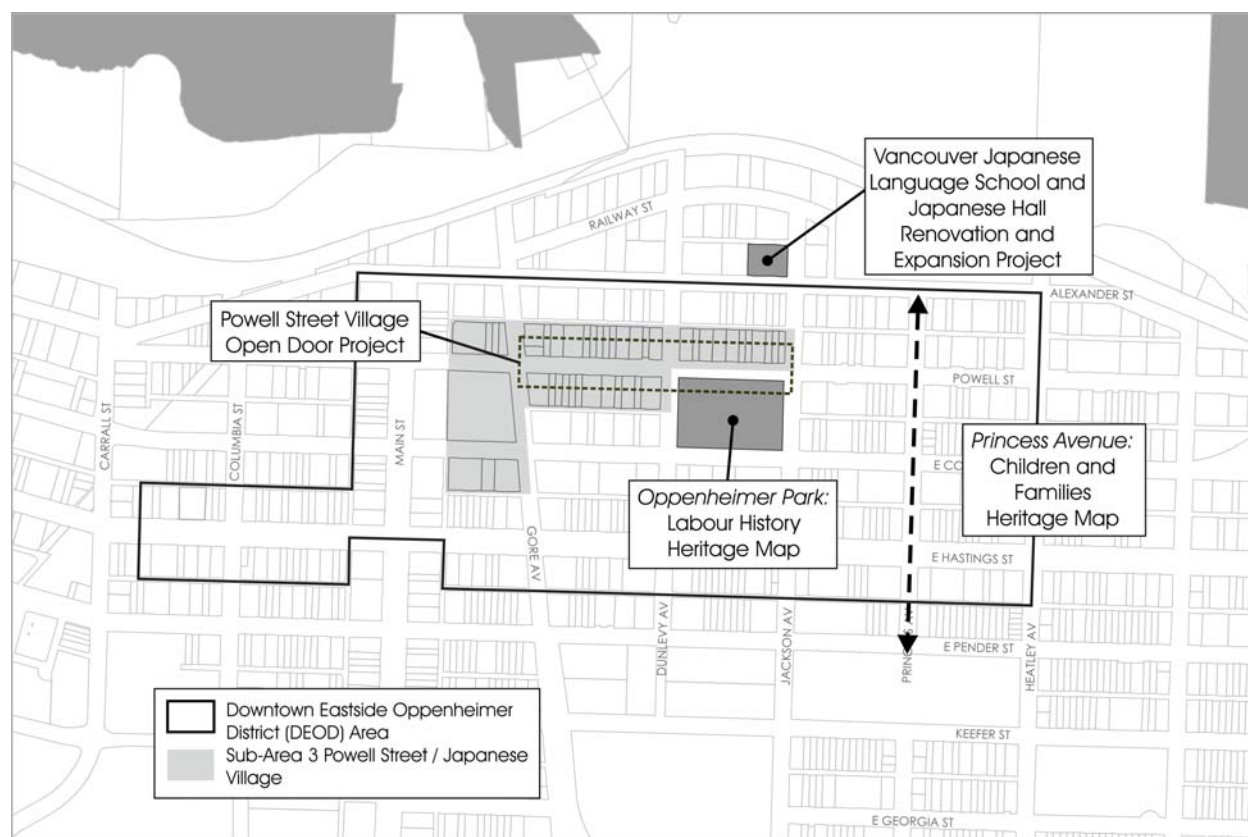 Vancouver Japanese
Language School and
Japanese Hall
Renovation and
Expansion Project
RAILWAY ST
ALEXANDER ST
Powell Street Village
Open Door Project
POWELL ST
CARRALL ST
COLUMBIA ST
MAIN ST
Princess Avenue:
Children and
Families
Heritage Map
Oppenheimer Park:
Labour History
Heritage Map
GORE AV
E HASTINGS ST
DUNLEVY AV
JACKSON AV
HEATLEY AV
E PENDER ST
KEEFER ST
E GEORGIA ST
Downtown Eastside Oppenheimer
District (DEOD) Area
Sub-Area 3 Powell Street / Japanese
Village